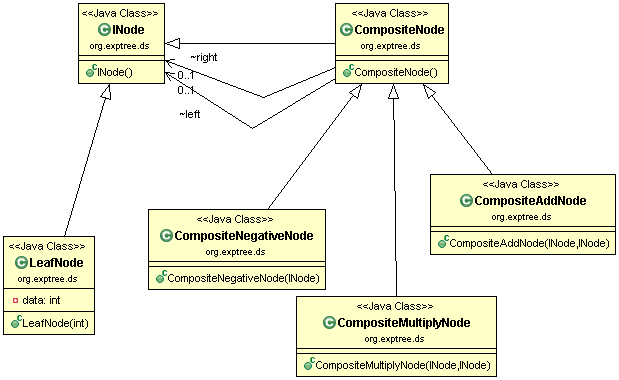 <<Java Class>>
INode
org.exptree.ds
INode()
<<Java Class>>
CompositeNode
org.exptree.ds
CompositeNode()
~right
0..1
0..1
~left
<<Java Class>>
CompositeAddNode
org.exptree.ds
CompositeAddNode(INode,INode)
<<Java Class>>
CompositeNegativeNode
org.exptree.ds
CompositeNegativeNode(INode)
<<Java Class>>
LeafNode
org.exptree.ds
data: int
LeafNode(int)
<<Java Class>>
CompositeMultiplyNode
org.exptree.ds
CompositeMultiplyNode(INode,INode)